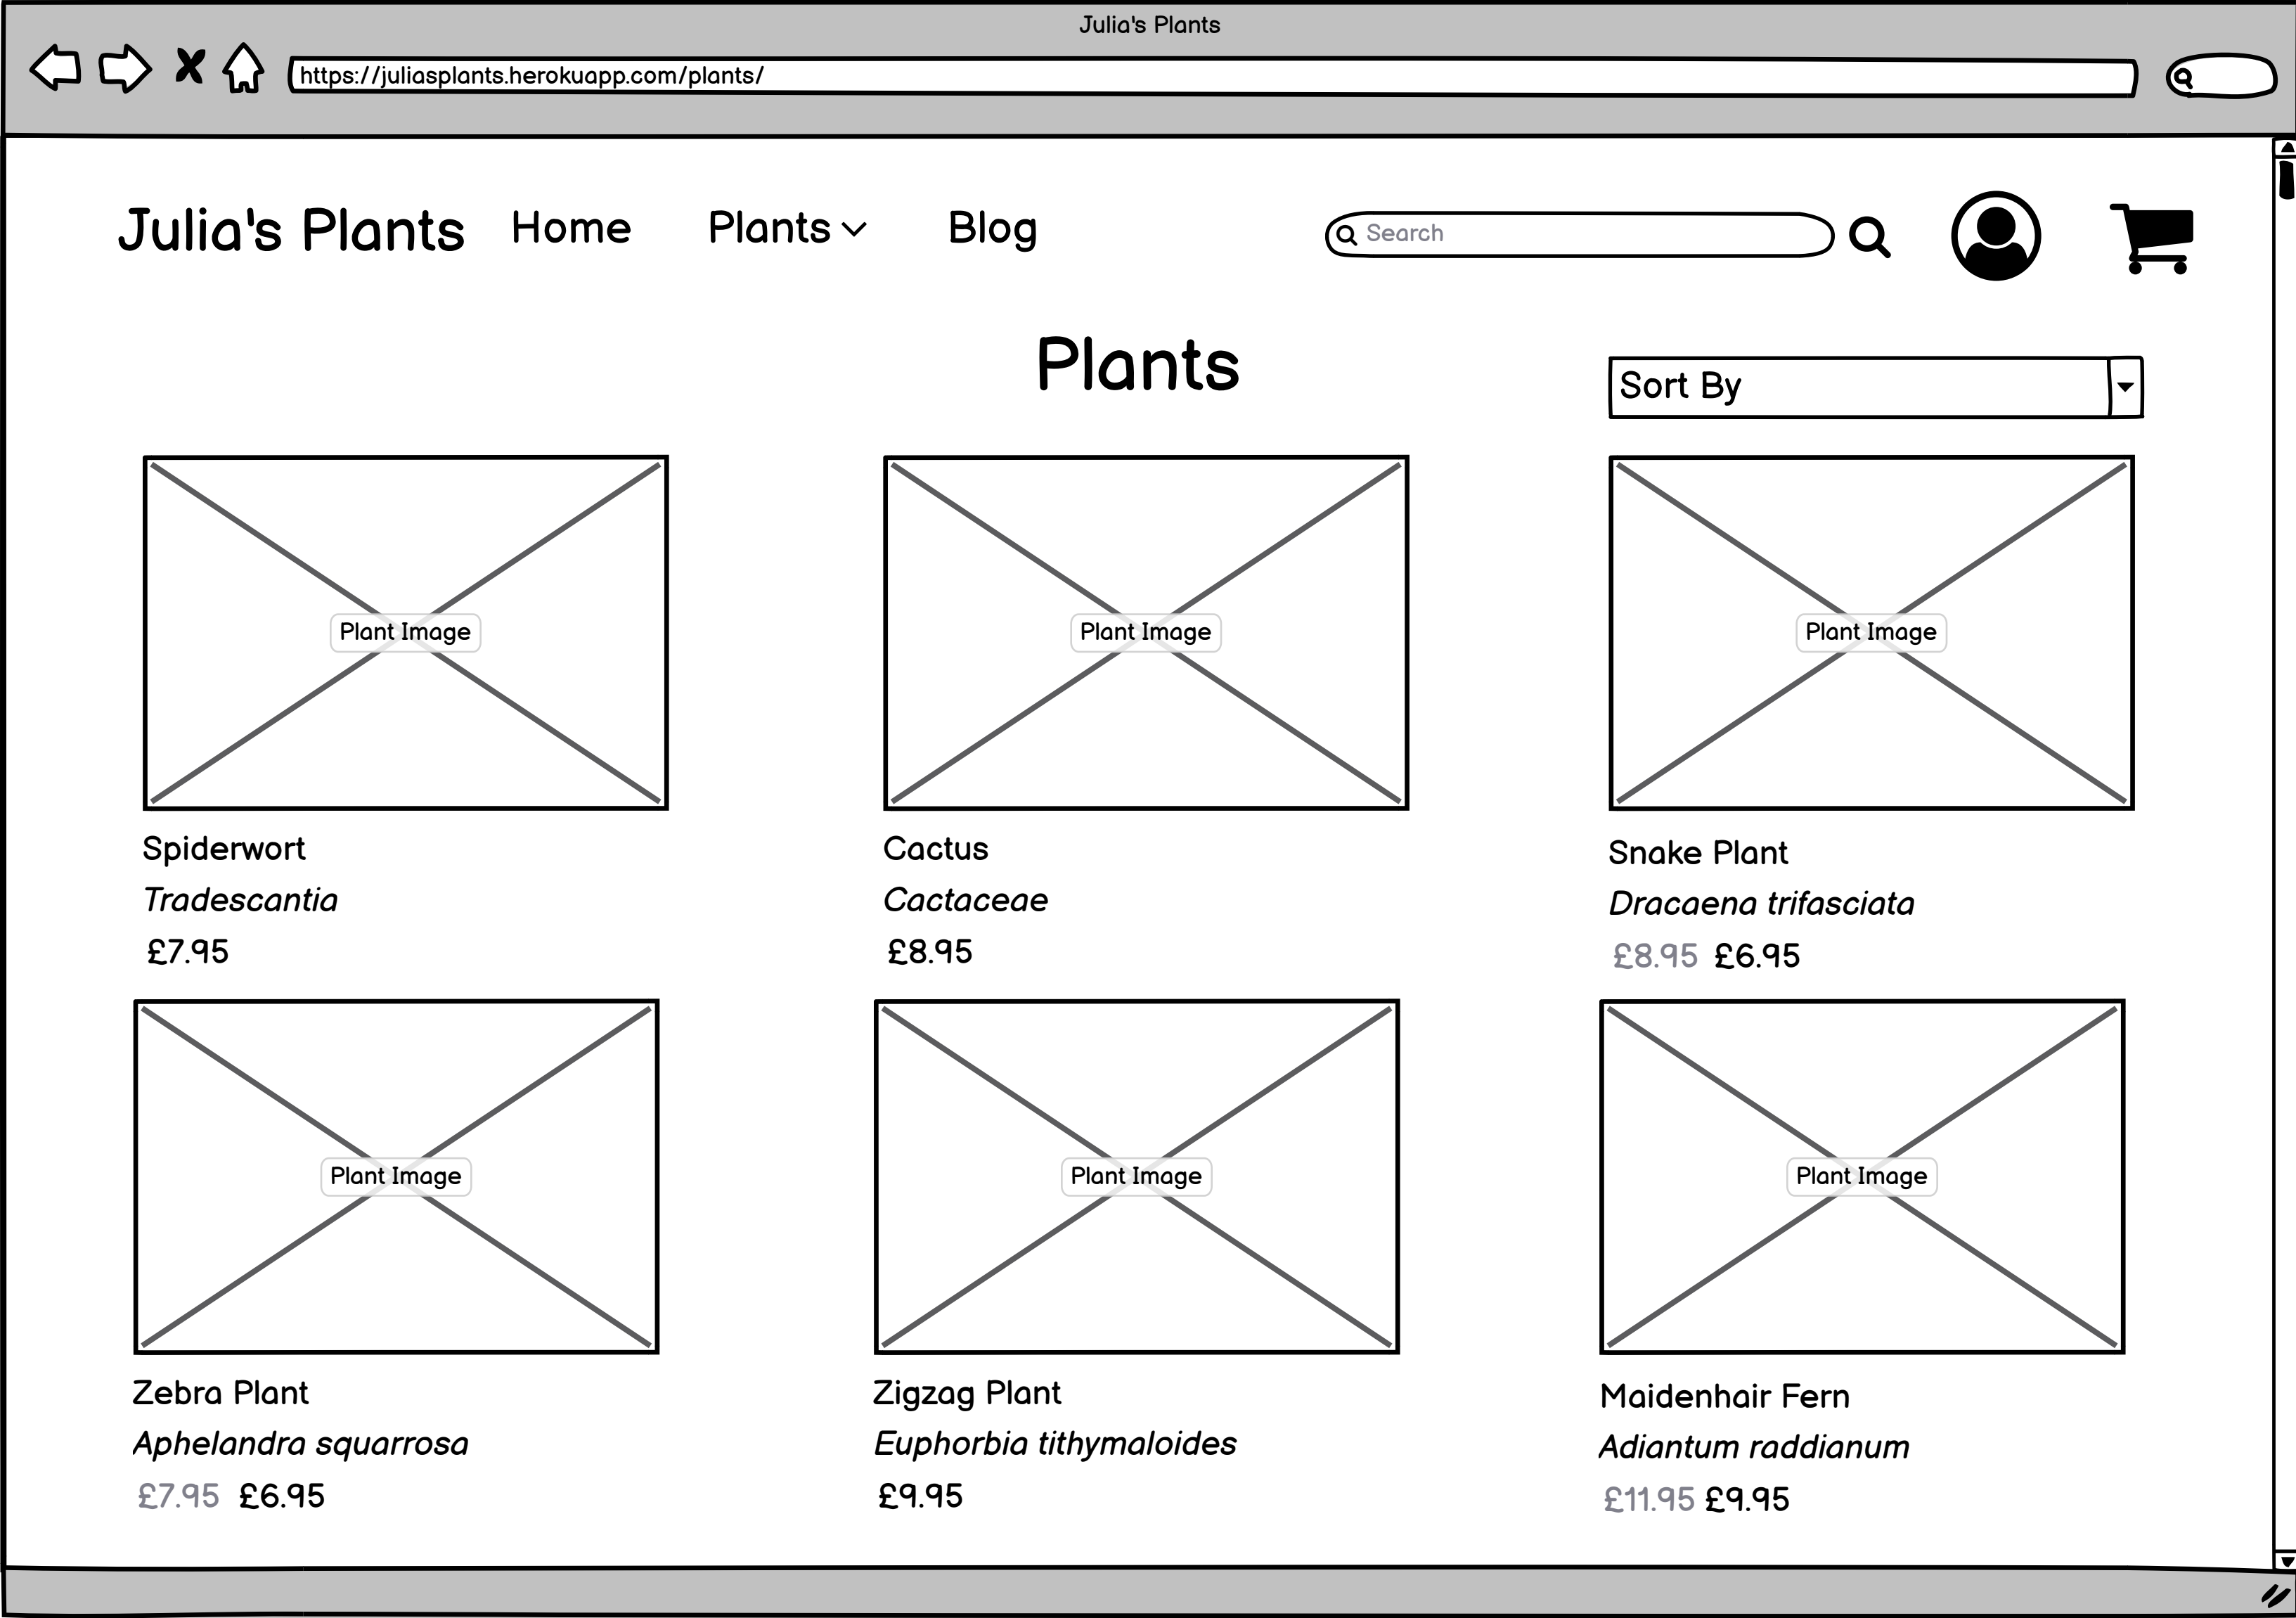 Julia's Plants
https://juliasplants.herokuapp.com/plants/
Julia's Plants Home Plants Blog Search
Plants
Sort By
Plant Image Plant Image Plant Image
Spiderwort Cactus Snake Plant
Tradescantia Cactaceae Dracaena trifasciata
£7.95 £8.95 £8.95 £6.95
Plant Image Plant Image Plant Image
Zebra Plant Zigzag Plant Maidenhair Fern
Aphelandra squarrosa Euphorbia tithymaloides Adiantum raddianum
£7.95 £6.95 £9.95 £11.95 £9.95